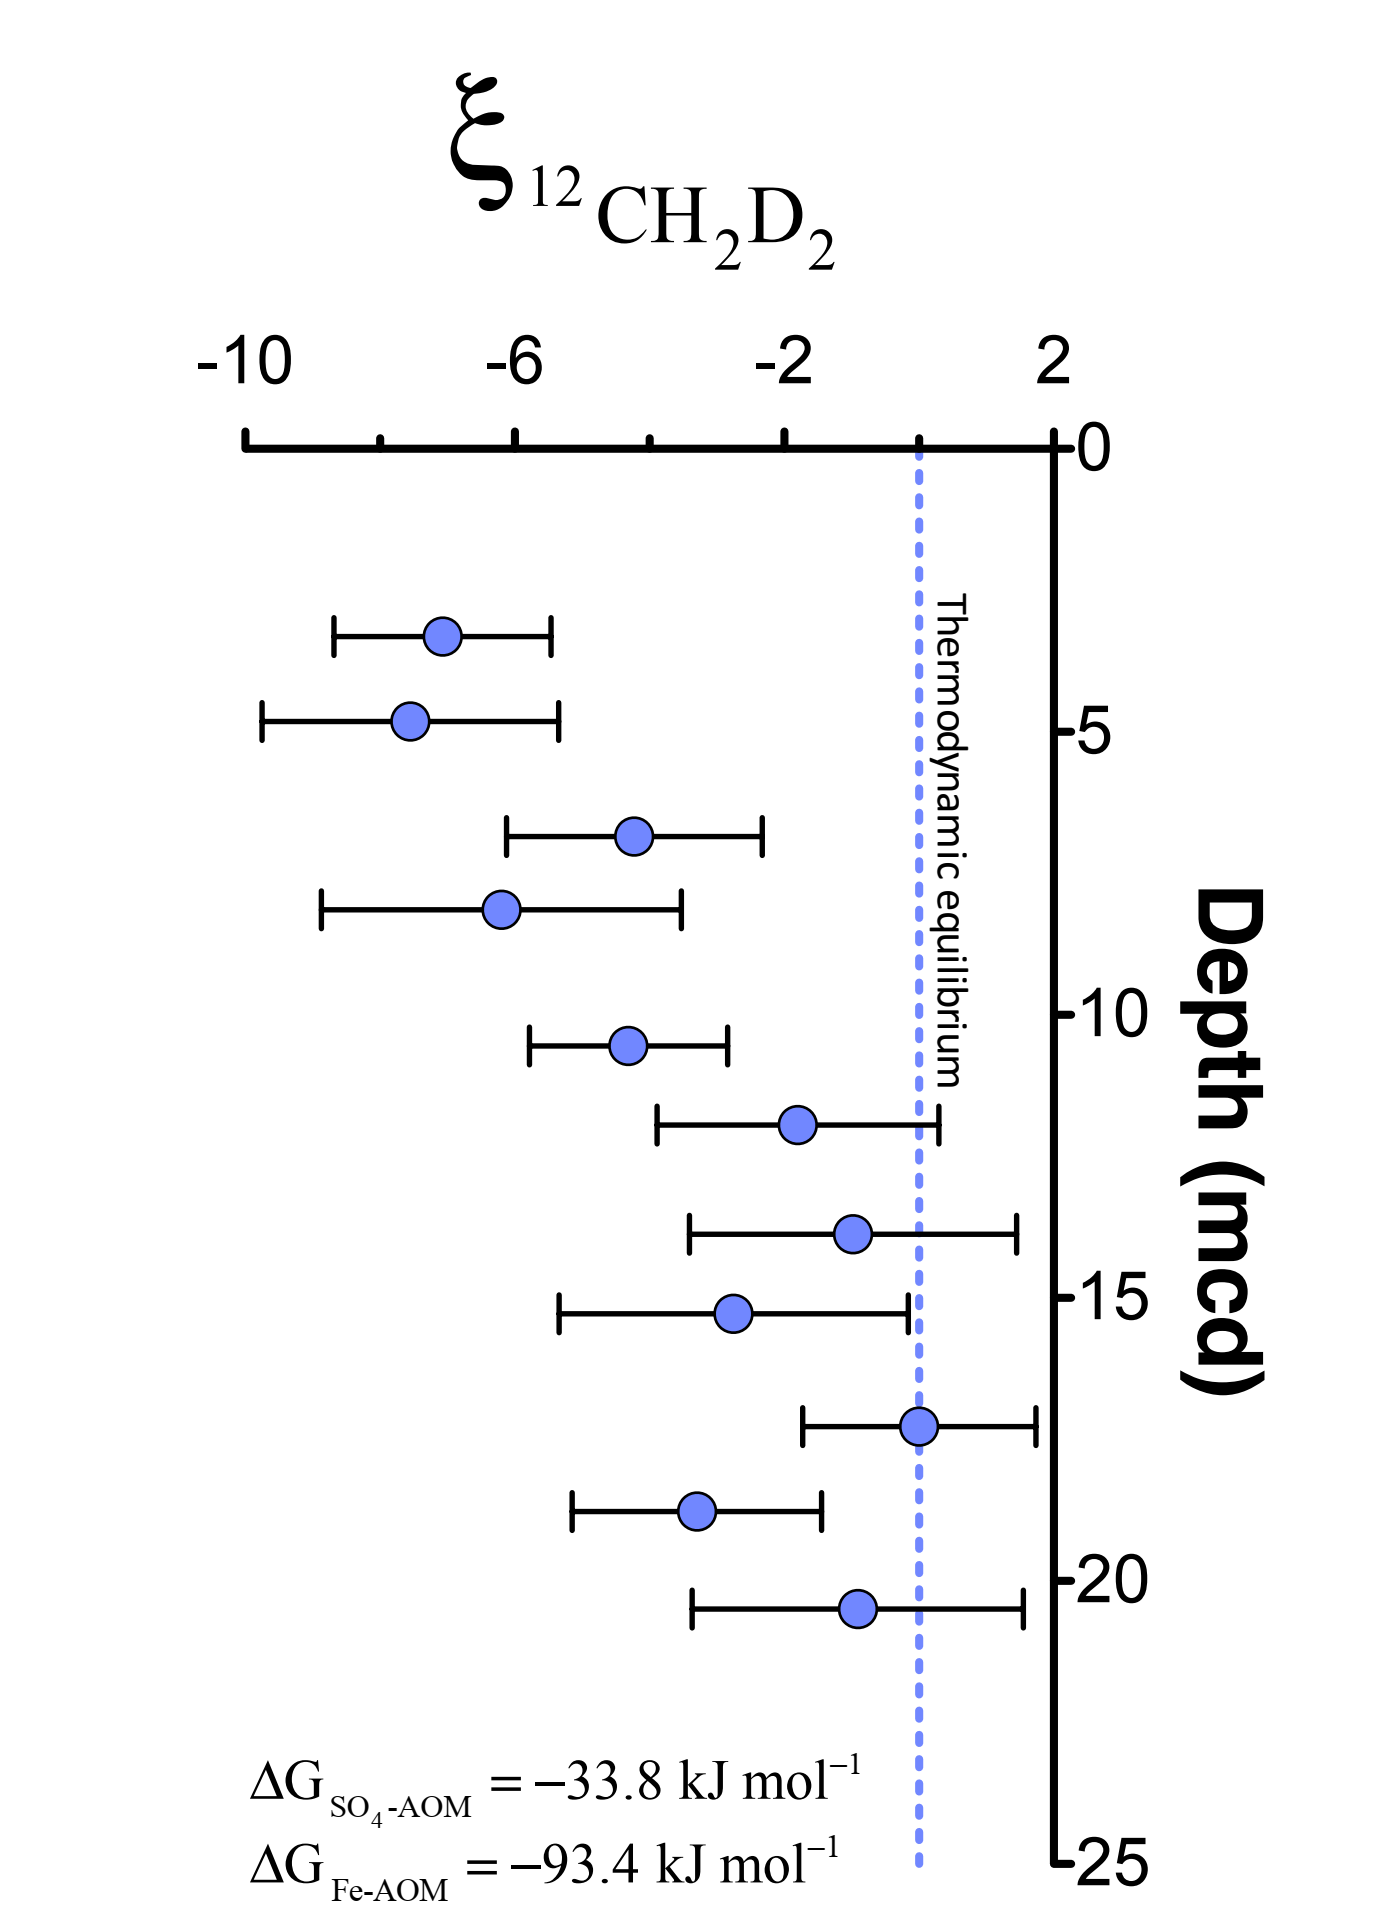 ξ ¹²CH₂D₂
-10 -6 -2 2
0
5
10
15
20
25
Thermodynamic equilibrium
Depth (mcd)
ΔG SO₄-AOM = −33.8 kJ mol⁻¹
ΔG Fe-AOM = −93.4 kJ mol⁻¹